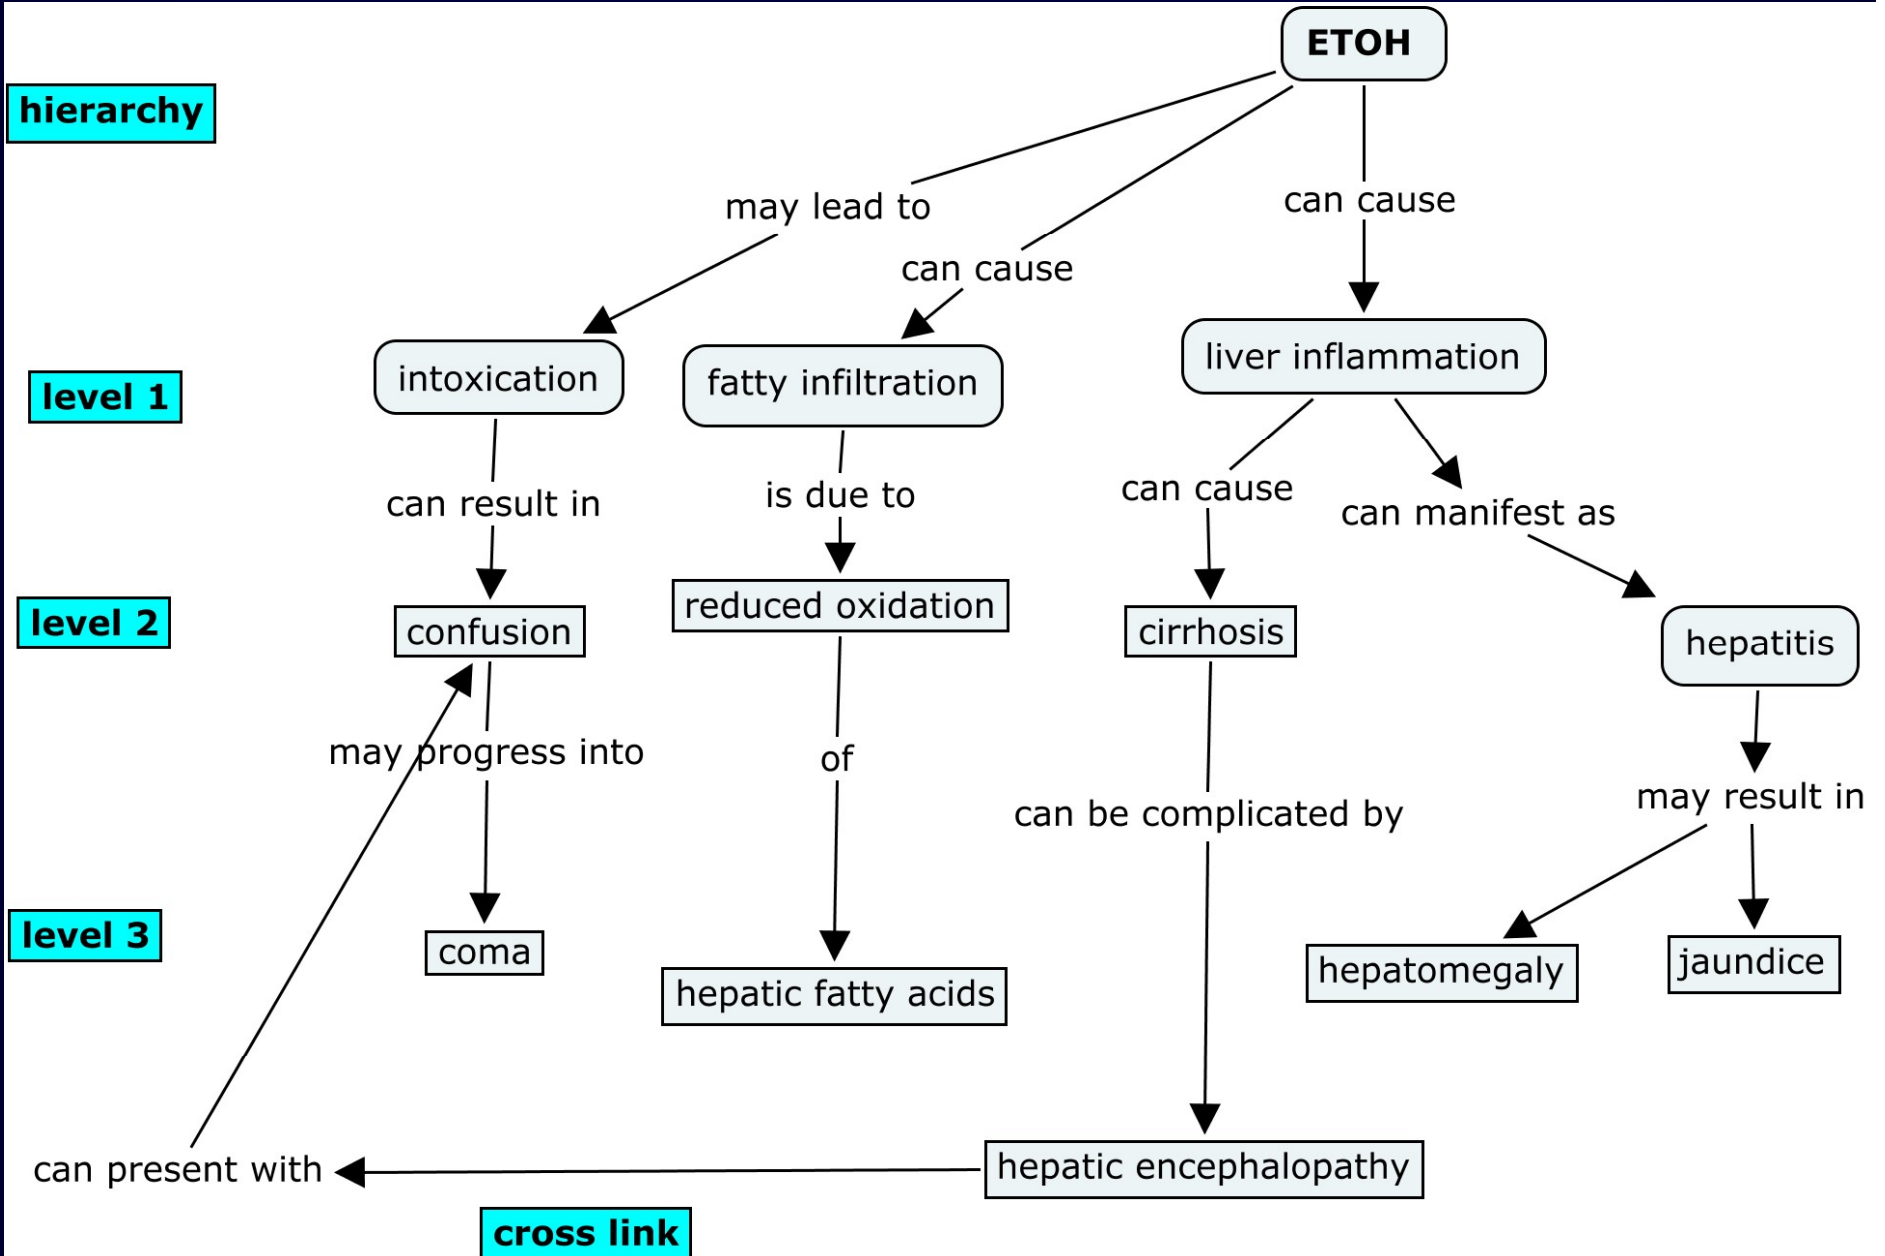 ETOH
hierarchy
may lead to
can cause
can cause
intoxication
fatty infiltration
liver inflammation
level 1
can result in
is due to
can cause
can manifest as
level 2
confusion
reduced oxidation
cirrhosis
hepatitis
may progress into
of
can be complicated by
may result in
level 3
coma
hepatic fatty acids
hepatomegaly
jaundice
can present with
hepatic encephalopathy
cross link